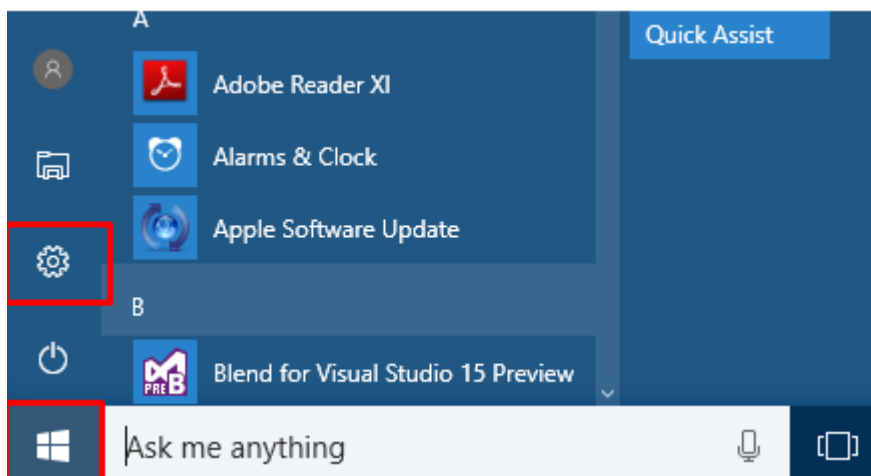 A
Quick Assist
Adobe Reader XI
Alarms & Clock
Apple Software Update
B
PRE B
Blend for Visual Studio 15 Preview
Ask me anything